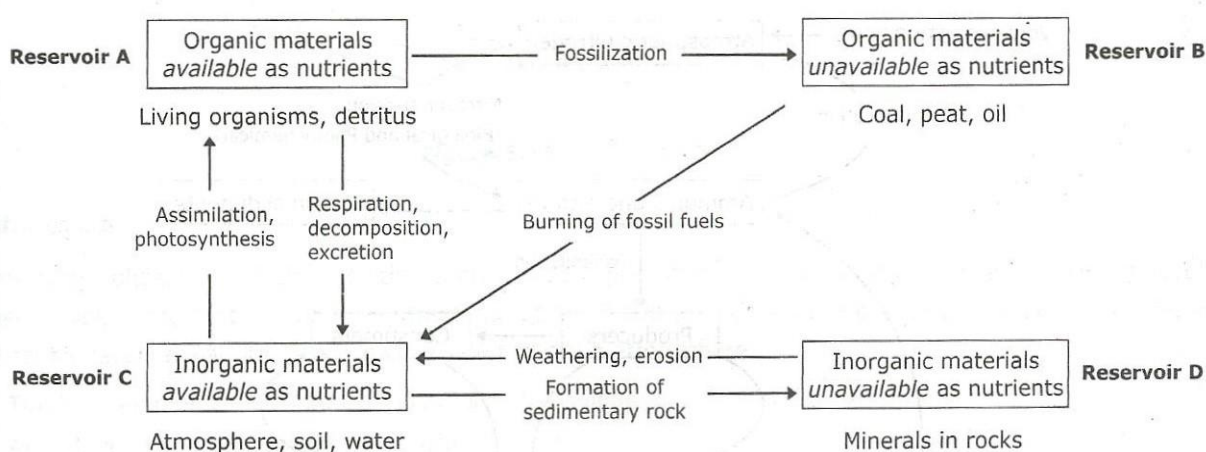 Reservoir A
Organic materials
available as nutrients
Fossilization
Organic materials
unavailable as nutrients
Reservoir B
Living organisms, detritus
Coal, peat, oil
Assimilation,
photosynthesis
Respiration,
decomposition,
excretion
Burning of fossil fuels
Reservoir C
Inorganic materials
available as nutrients
Weathering, erosion
Formation of
sedimentary rock
Inorganic materials
unavailable as nutrients
Reservoir D
Atmosphere, soil, water
Minerals in rocks